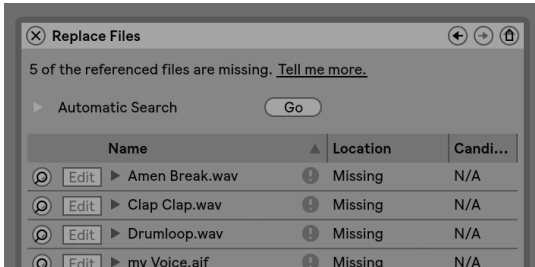 Replace Files
5 of the referenced files are missing. Tell me more.
Automatic Search Go
Name Location Candi...
Edit Amen Break.wav Missing N/A
Edit Clap Clap.wav Missing N/A
Edit Drumloop.wav Missing N/A
Edit my Voice.aif Missing N/A